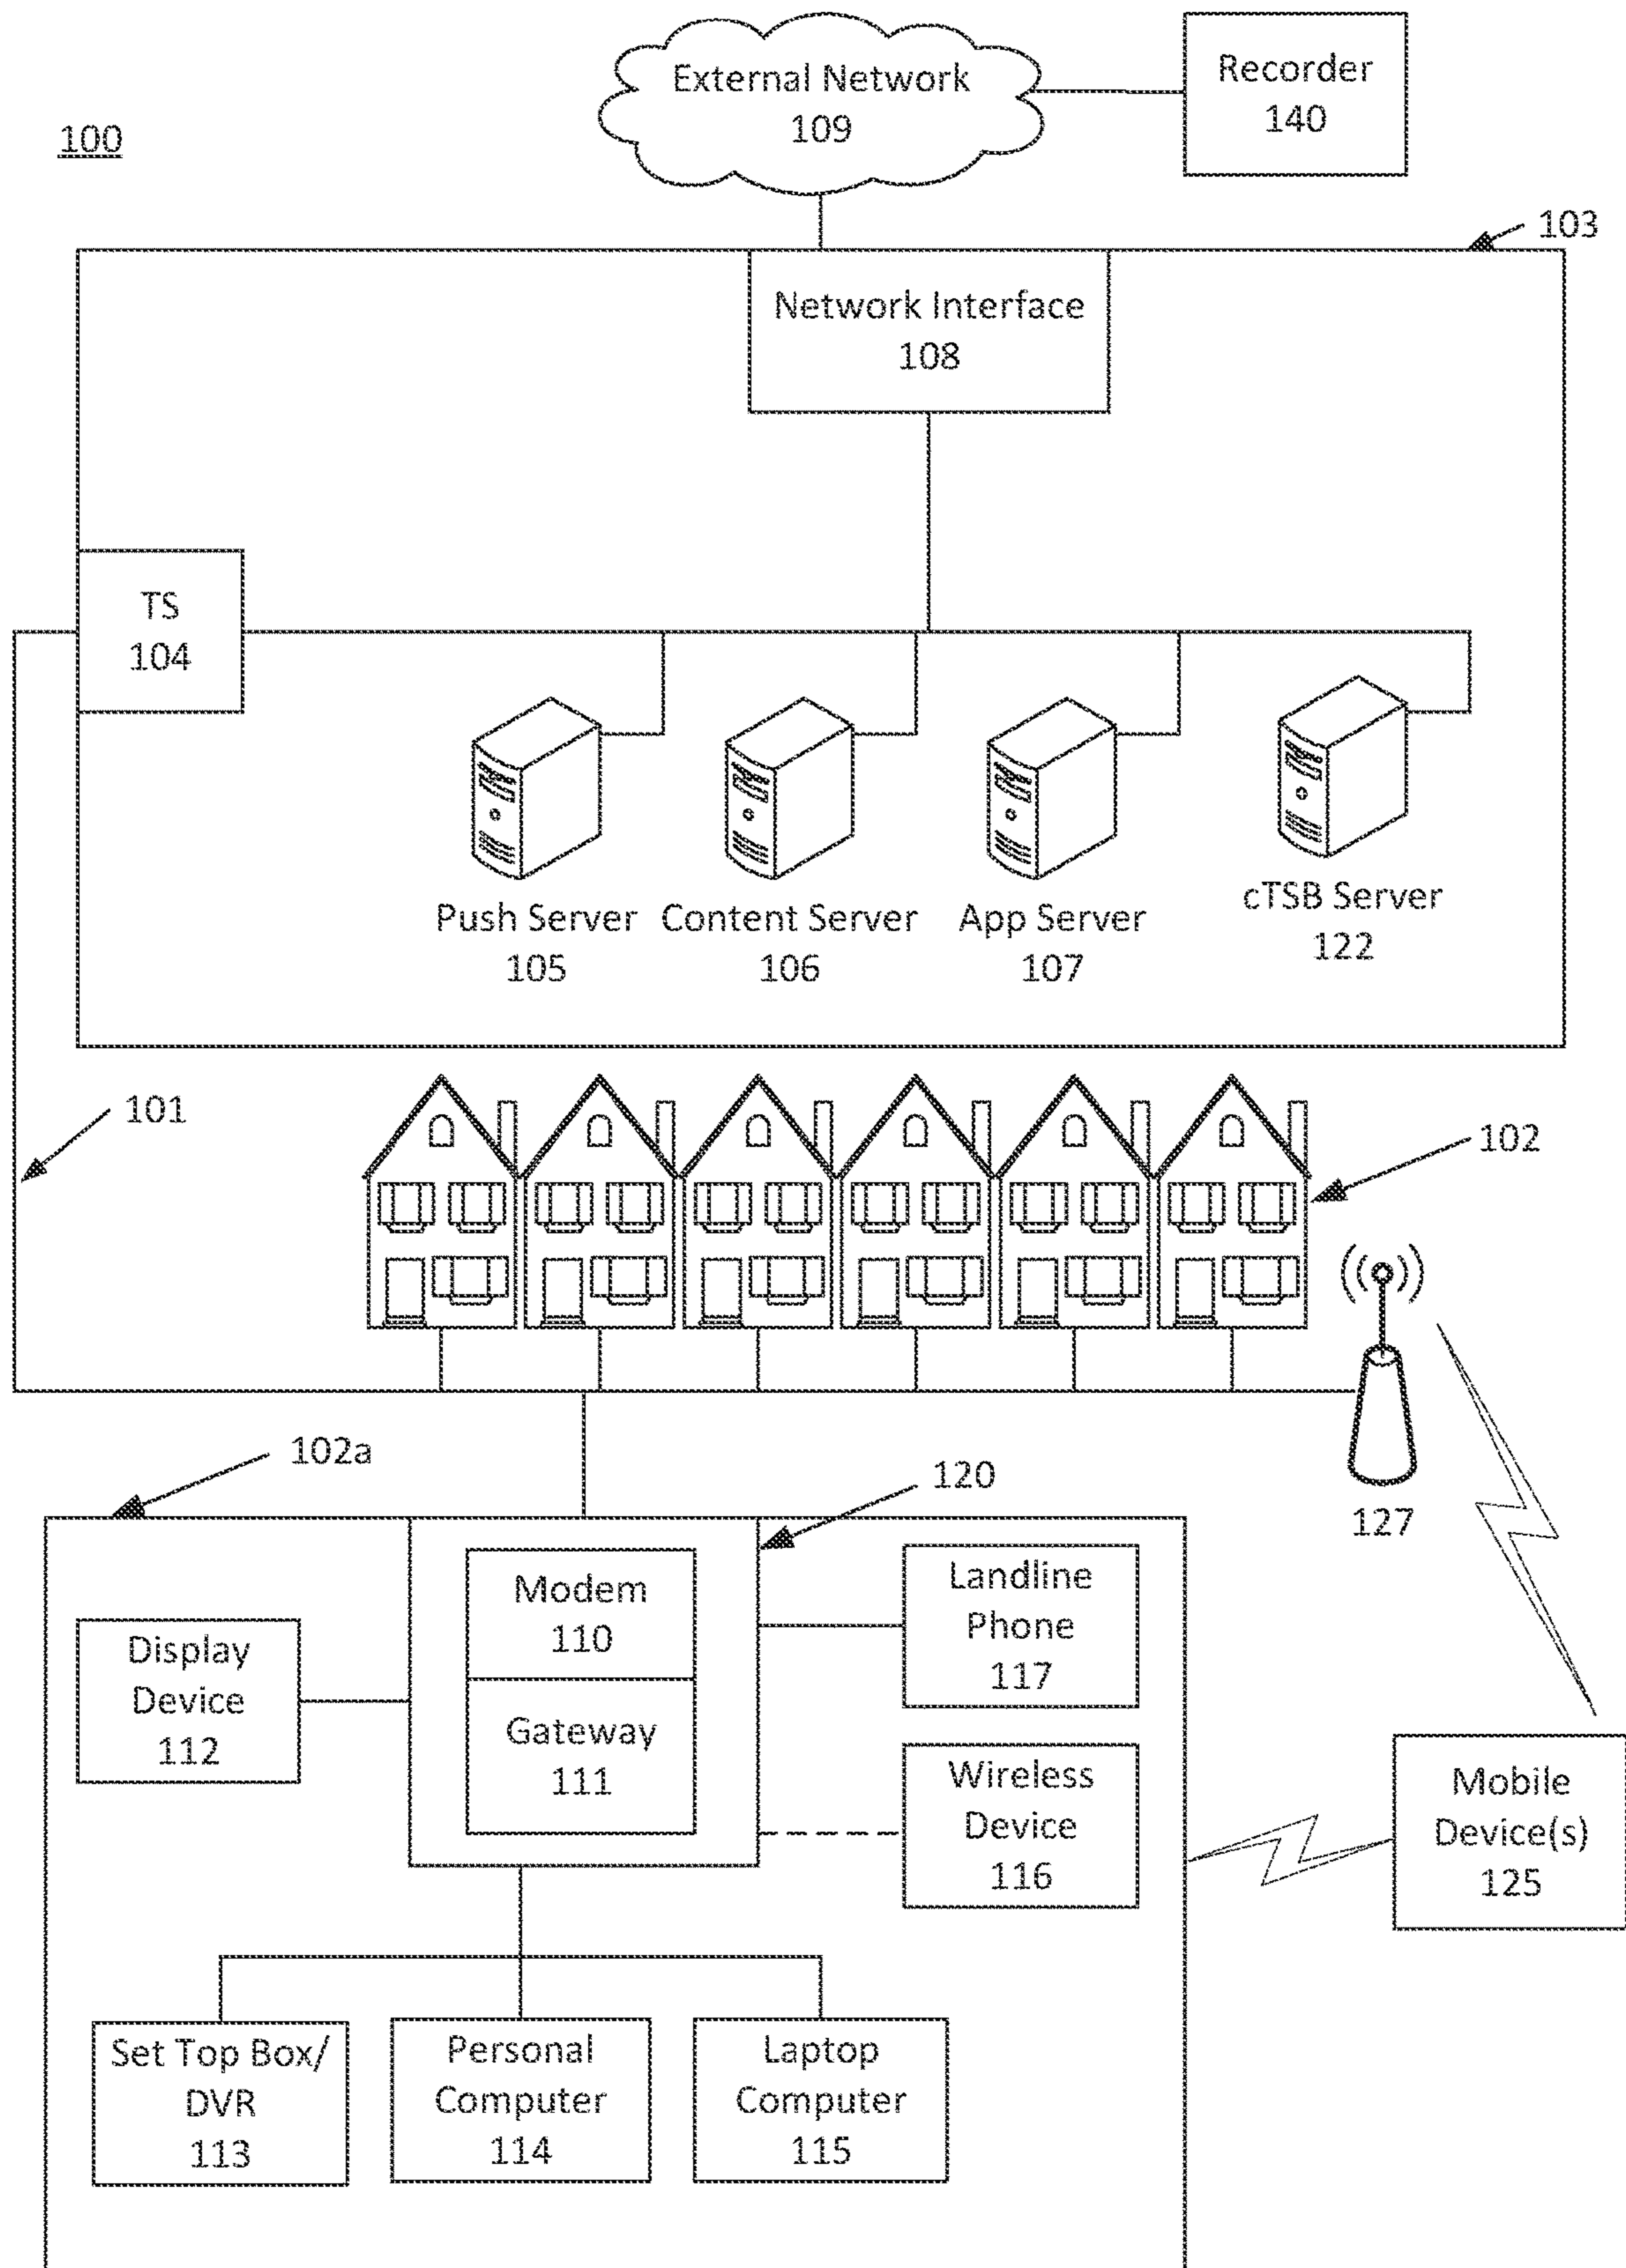 External Network
109
Recorder
140
100
103
Network Interface
108
TS
104
Push Server
105
Content Server
106
App Server
107
cTSB Server
122
101
102
102a
120
127
Modem
110
Landline
Phone
117
Display
Device
112
Gateway
111
Wireless
Device
116
Mobile
Device(s)
125
Set Top Box/
DVR
113
Personal
Computer
114
Laptop
Computer
115